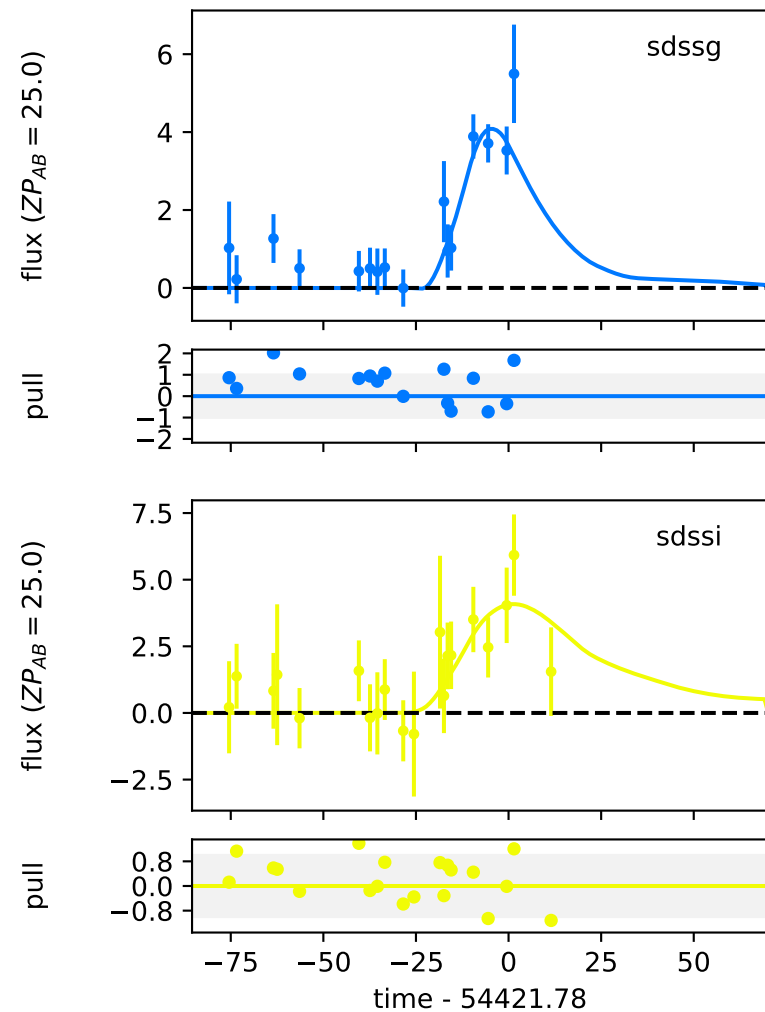 sdssg
flux (ZP_AB = 25.0)
6
4
2
0
pull
2
1
0
−1
−2
sdssi
flux (ZP_AB = 25.0)
7.5
5.0
2.5
0.0
−2.5
pull
0.8
0.0
−0.8
−75 −50 −25 0 25 50
time - 54421.78